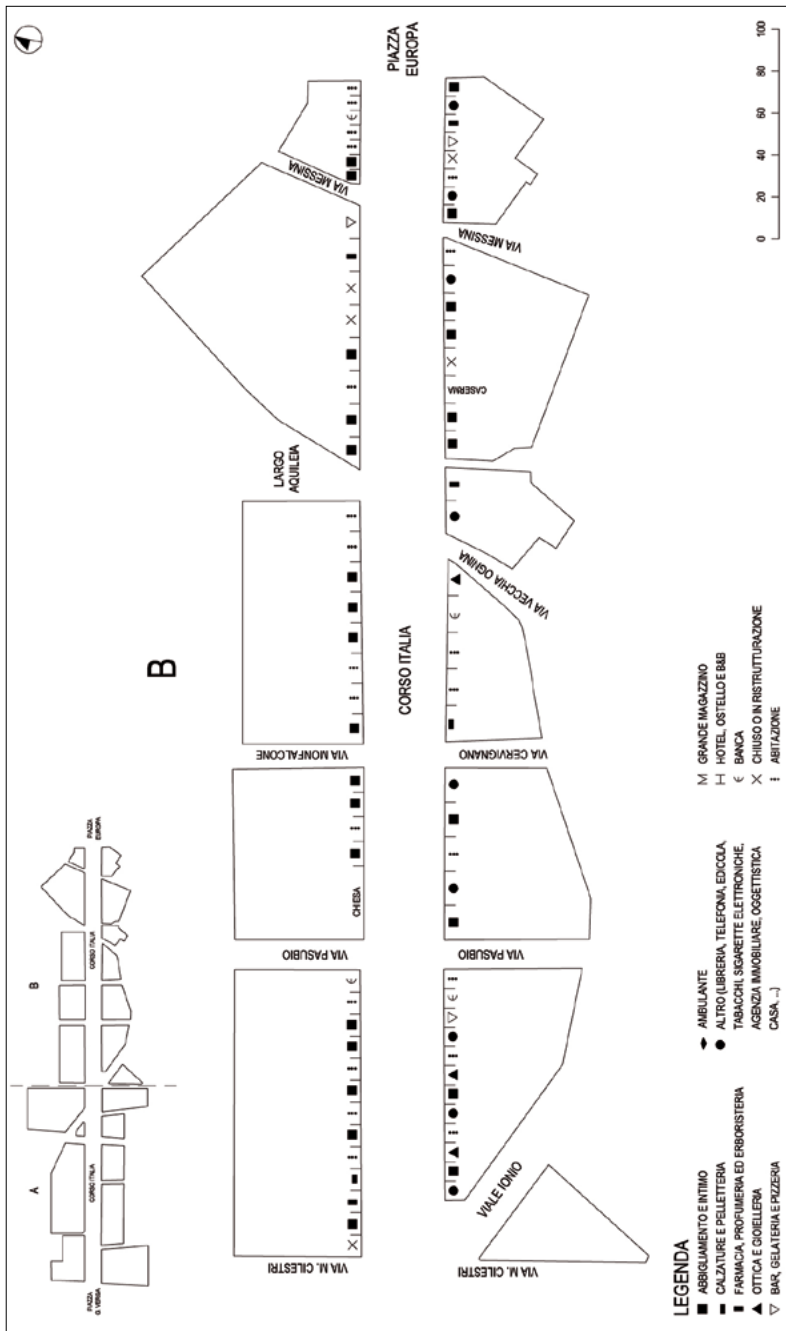 PIAZZA
G. VERGA
CORSO ITALIA
CORSO ITALIA
PIAZZA
EUROPA
A
B
B
VIA M. CILESTRI
VIA PASUBIO
CHIESA
VIA MONFALCONE
LARGO
AQUILEIA
VIA MESSINA
PIAZZA
EUROPA
CORSO ITALIA
VIA M. CILESTRI
VIALE IONIO
VIA PASUBIO
VIA CERVIGNANO
VIA VECCHIA OGNINA
CASERMA
VIA MESSINA
LEGENDA
ABBIGLIAMENTO E INTIMO
CALZATURE E PELLETTERIA
FARMACIA, PROFUMERIA ED ERBORISTERIA
OTTICA E GIOIELLERIA
BAR, GELATERIA E PIZZERIA
AMBULANTE
ALTRO (LIBRERIA, TELEFONIA, EDICOLA,
TABACCHI, SIGARETTE ELETTRONICHE,
AGENZIA IMMOBILIARE, OGGETTISTICA
CASA, ...)
M GRANDE MAGAZZINO
H HOTEL, OSTELLO E B&B
€ BANCA
CHIUSO O IN RISTRUTTURAZIONE
ABITAZIONE
0 20 40 60 80 100